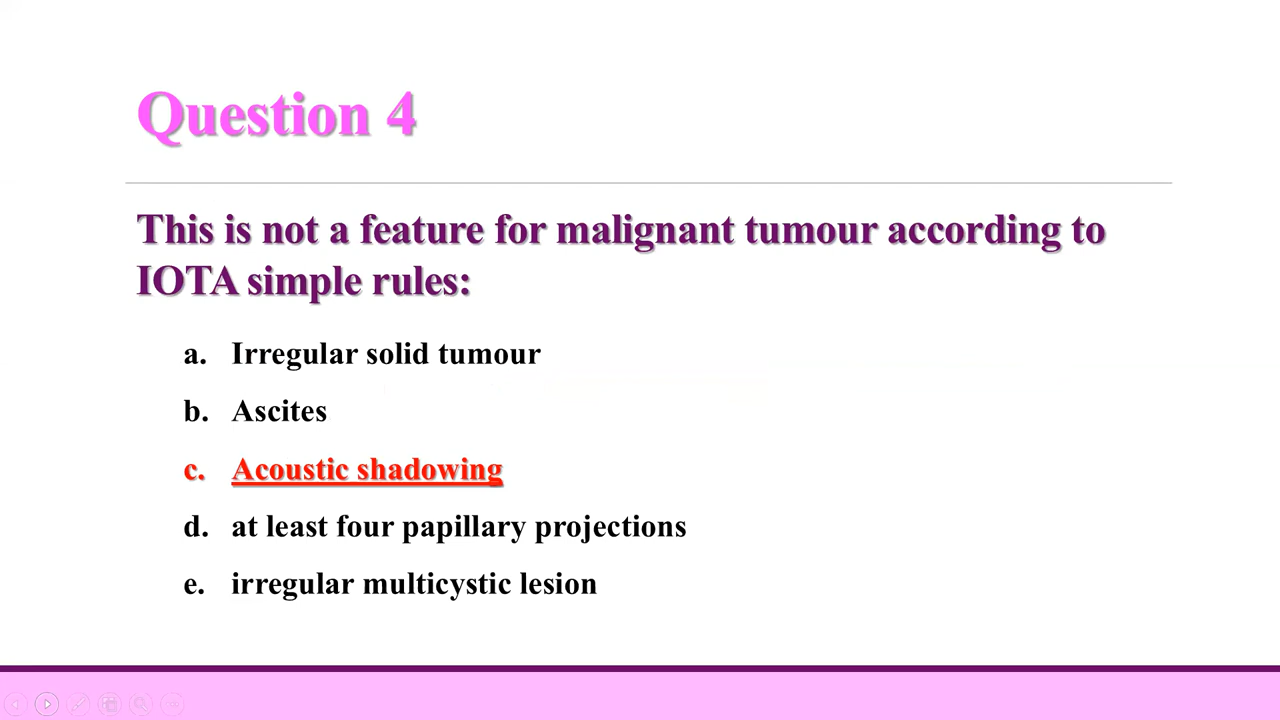 Question 4
This is not a feature for malignant tumour according to
IOTA simple rules:
a. Irregular solid tumour
b. Ascites
c. Acoustic shadowing
d. at least four papillary projections
e. irregular multicystic lesion